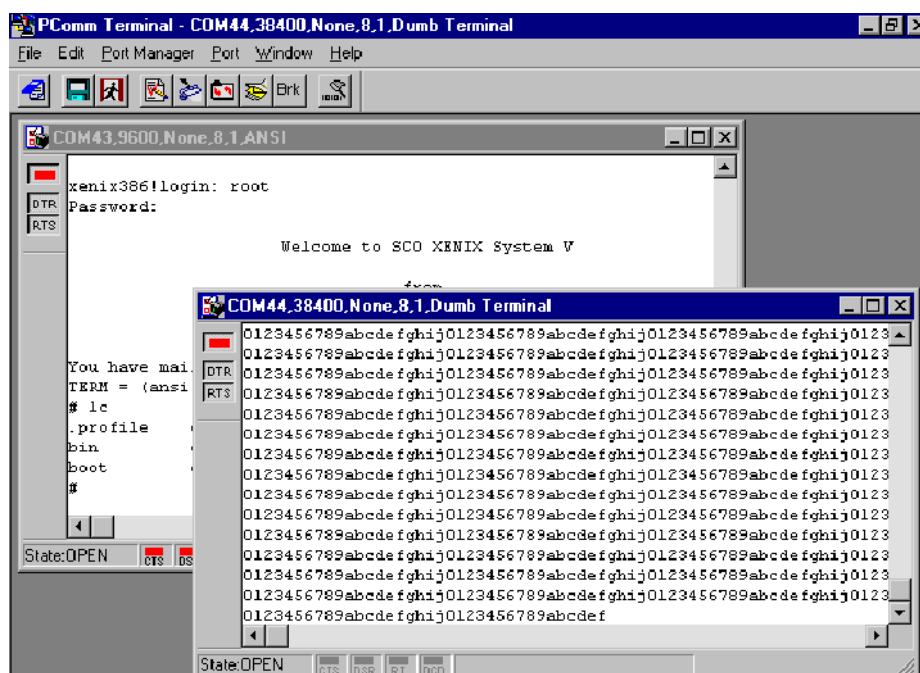 PComm Terminal - COM44,38400,None,8,1,Dumb Terminal
File Edit Port Manager Port Window Help
Brk
COM43,9600,None,8,1,ANSI
DTR
RTS
xenix386!login: root
Password:
Welcome to SCO XENIX System V
from
You have mai
TERM = (ansi
# lc
.profile
bin
boot
#
State:OPEN CTS DS
COM44,38400,None,8,1,Dumb Terminal
DTR
RTS
0123456789abcdefghij0123456789abcdefghij0123456789abcdefghij0123
0123456789abcdefghij0123456789abcdefghij0123456789abcdefghij0123
0123456789abcdefghij0123456789abcdefghij0123456789abcdefghij0123
0123456789abcdefghij0123456789abcdefghij0123456789abcdefghij0123
0123456789abcdefghij0123456789abcdefghij0123456789abcdefghij0123
0123456789abcdefghij0123456789abcdefghij0123456789abcdefghij0123
0123456789abcdefghij0123456789abcdefghij0123456789abcdefghij0123
0123456789abcdefghij0123456789abcdefghij0123456789abcdefghij0123
0123456789abcdefghij0123456789abcdefghij0123456789abcdefghij0123
0123456789abcdefghij0123456789abcdefghij0123456789abcdefghij0123
0123456789abcdefghij0123456789abcdefghij0123456789abcdefghij0123
0123456789abcdefghij0123456789abcdefghij0123456789abcdefghij0123
0123456789abcdefghij0123456789abcdefghij0123456789abcdefghij0123
0123456789abcdefghij0123456789abcdefghij0123456789abcdefghij0123
0123456789abcdefghij0123456789abcdef
State:OPEN CTS DSR RI DCD